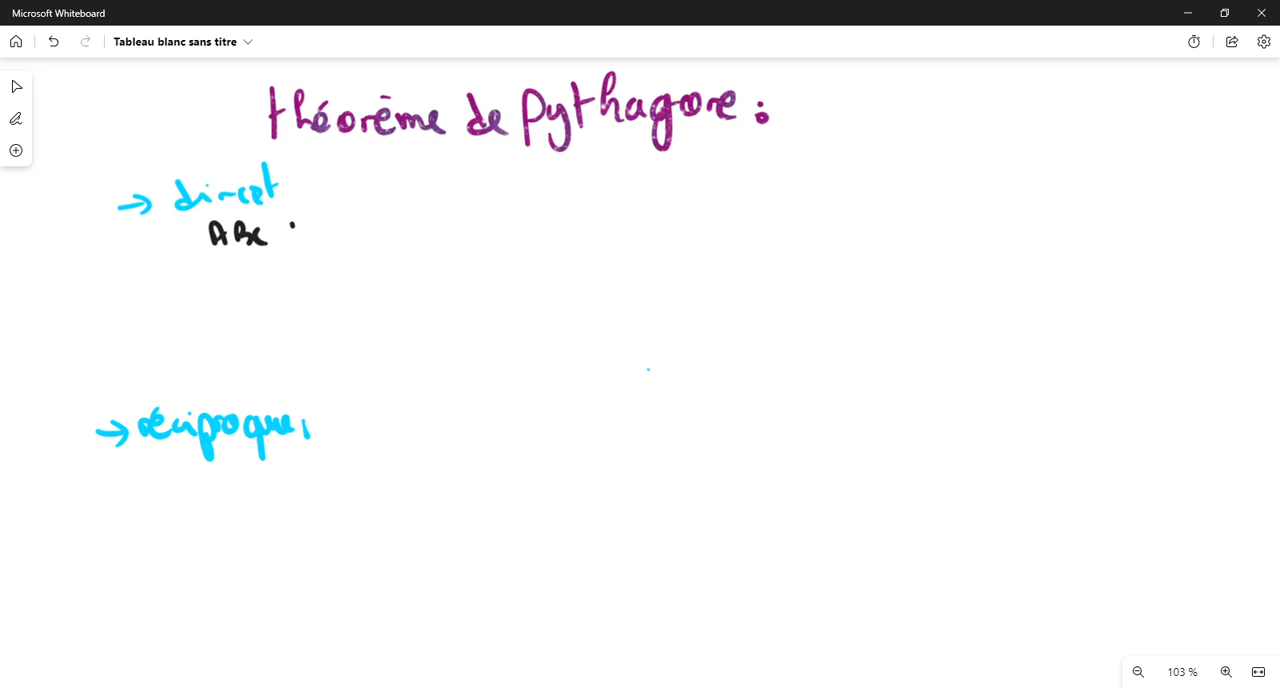 Microsoft Whiteboard
Tableau blanc sans titre
théorème de Pythagore :
→ direct
ABC
→ réciproque
103 %